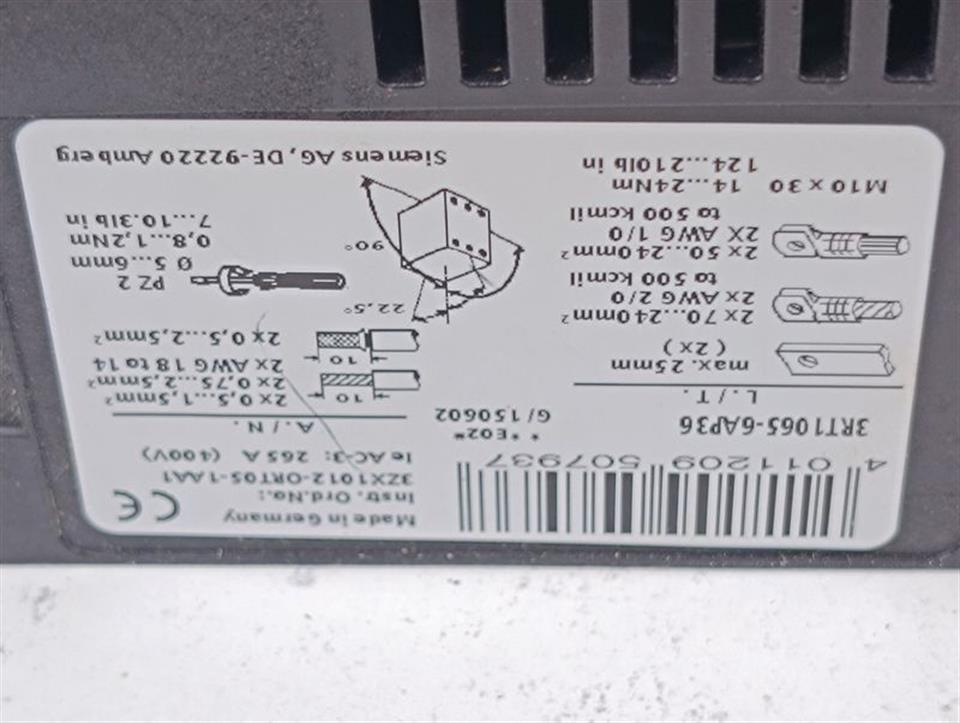 4 011209 507937
Made in Germany
Instr. Ord.No.:
3ZX1012-0RT05-1AA1
Ie AC-3: 265 A (400V)
CE
3RT1065-6AP36
*E02*
G/150602
L. / T.
max. 25mm
(2x)
2x 70...240mm²
2x AWG 2/0
to 500 kcmil
2x 50...240mm²
2X AWG 1/0
to 500 kcmil
M10 x 30 14...24Nm
124...210lb in
A. / N.
10
2x 0,5...1,5mm²
2x 0,75...2,5mm²
2x AWG 18 to 14
10
2x 0,5...2,5mm²
22,5°
90°
PZ 2
Ø 5...6mm
0,8...1,2Nm
7...10.3lb in
Siemens AG, DE-92220 Amberg